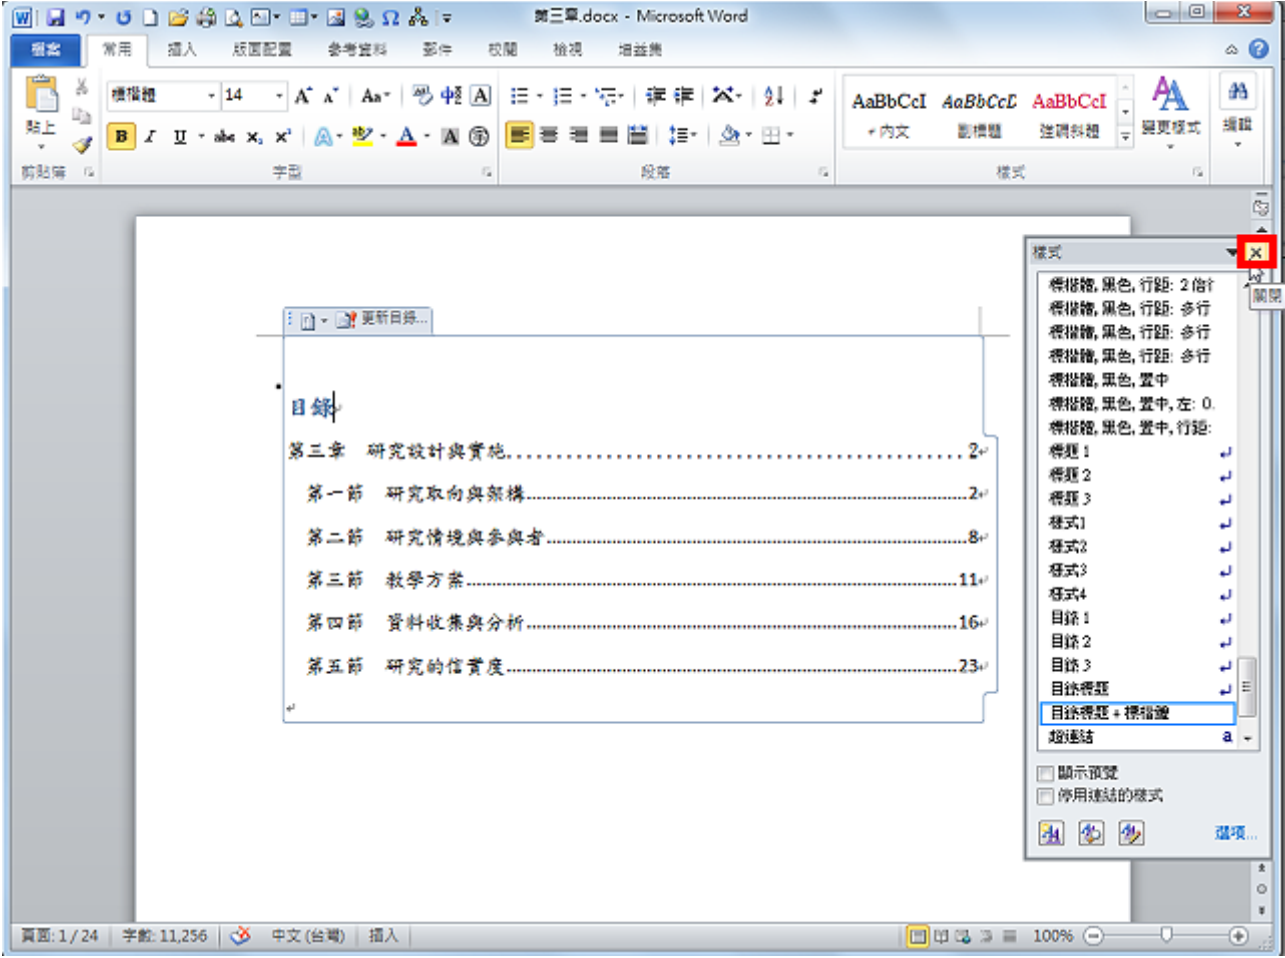 第三章.docx - Microsoft Word
檔案 常用 插入 版面配置 參考資料 郵件 校閱 檢視 增益集
標楷體 14
貼上
AaBbCcI AaBbCcD AaBbCcI
內文 副標題 強調斜體
變更樣式 編輯
剪貼簿 字型 段落 樣式
樣式
關閉
標楷體, 黑色, 行距: 2 倍行
標楷體, 黑色, 行距: 多行
標楷體, 黑色, 行距: 多行
標楷體, 黑色, 行距: 多行
標楷體, 黑色, 置中
標楷體, 黑色, 置中, 左: 0.
標楷體, 黑色, 置中, 行距:
標題 1
標題 2
標題 3
樣式1
樣式2
樣式3
樣式4
目錄 1
目錄 2
目錄 3
目錄標題
目錄標題 + 標楷體
超連結 a
顯示預覽
停用連結的樣式
選項...
更新目錄...
目錄
第三章 研究設計與實施 2
第一節 研究取向與架構 2
第二節 研究情境與參與者 8
第三節 教學方案 11
第四節 資料收集與分析 16
第五節 研究的信實度 23
頁面: 1 / 24 字數: 11,256 中文 (台灣) 插入 100%